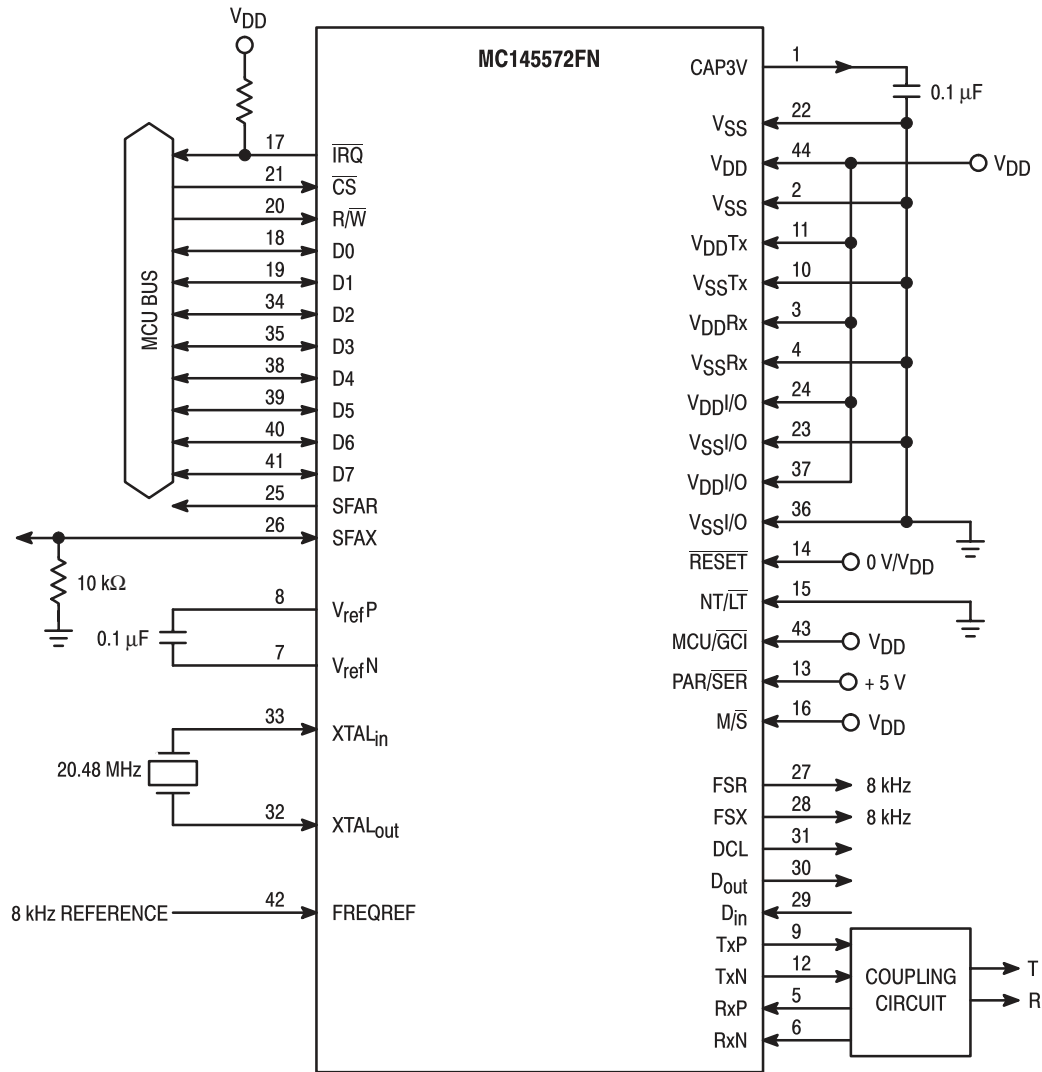 VDD
MC145572FN
MCU BUS
17 IRQ
21 CS
20 R/W
18 D0
19 D1
34 D2
35 D3
38 D4
39 D5
40 D6
41 D7
25 SFAR
26 SFAX
10 kΩ
8 VrefP
0.1 μF
7 VrefN
33 XTALin
20.48 MHz
32 XTALout
8 kHz REFERENCE 42 FREQREF
CAP3V 1
0.1 μF
VSS 22
VDD 44 VDD
VSS 2
VDDTx 11
VSSTx 10
VDDRx 3
VSSRx 4
VDDI/O 24
VSSI/O 23
VDDI/O 37
VSSI/O 36
RESET 14 0 V/VDD
NT/LT 15
MCU/GCI 43 VDD
PAR/SER 13 + 5 V
M/S 16 VDD
FSR 27 8 kHz
FSX 28 8 kHz
DCL 31
Dout 30
Din 29
TxP 9
TxN 12
RxP 5
RxN 6
COUPLING
CIRCUIT
T
R